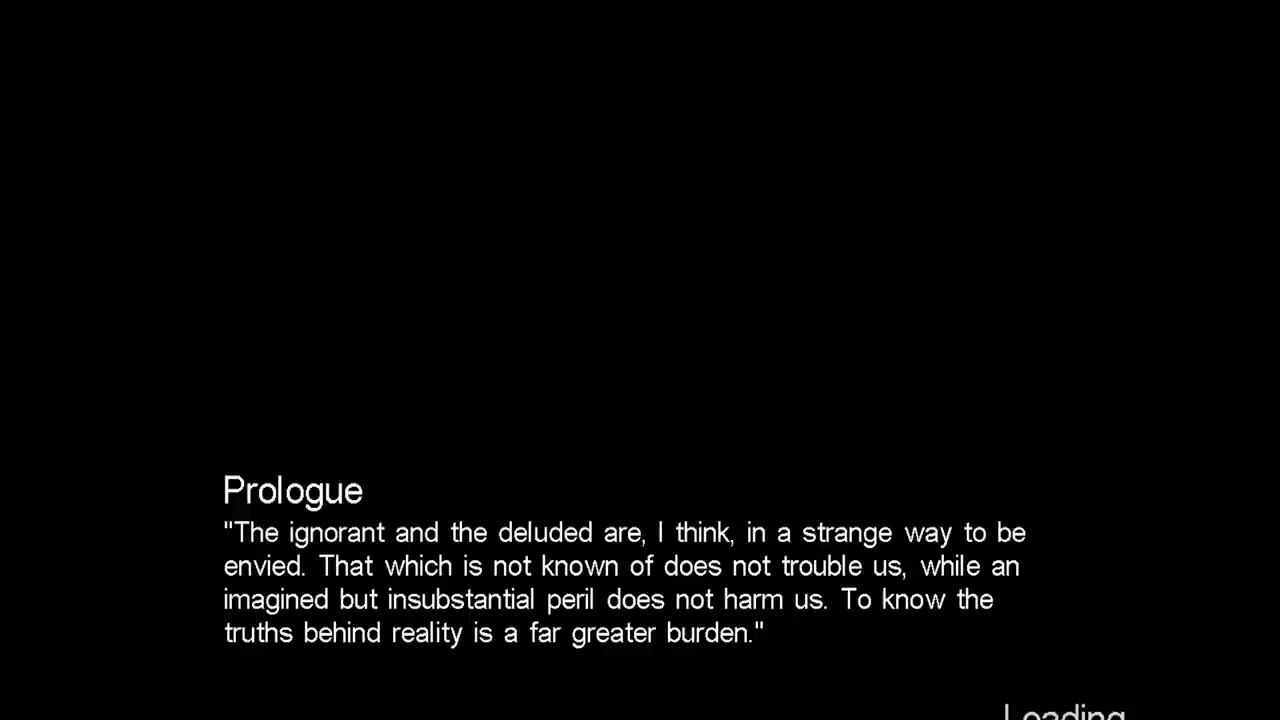 Prologue
"The ignorant and the deluded are, I think, in a strange way to be
envied. That which is not known of does not trouble us, while an
imagined but insubstantial peril does not harm us. To know the
truths behind reality is a far greater burden."
Loading